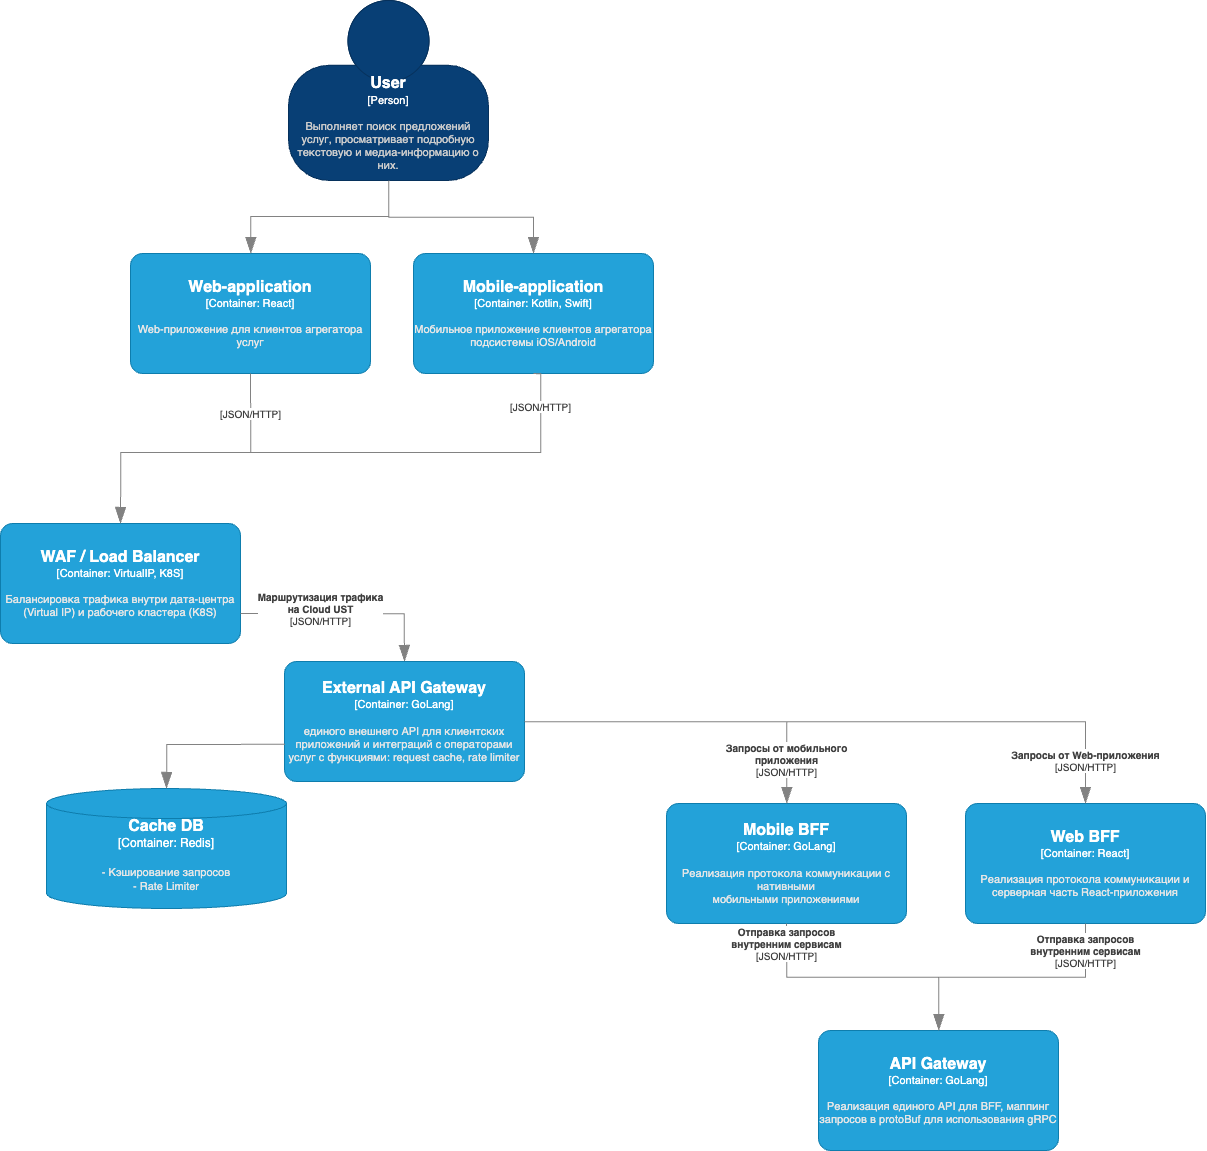 User
[Person]
Выполняет поиск предложений
услуг, просматривает подробную
текстовую и медиа-информацию о
них.
Web-application
[Container: React]
Web-приложение для клиентов агрегатора
услуг
Mobile-application
[Container: Kotlin, Swift]
Мобильное приложение клиентов агрегатора
подсистемы iOS/Android
[JSON/HTTP]
[JSON/HTTP]
WAF / Load Balancer
[Container: VirtualIP, K8S]
Балансировка трафика внутри дата-центра
(Virtual IP) и рабочего кластера (K8S)
Маршрутизация трафика
на Cloud UST
[JSON/HTTP]
External API Gateway
[Container: GoLang]
единого внешнего API для клиентских
приложений и интеграций с операторами
услуг с функциями: request cache, rate limiter
Cache DB
[Container: Redis]
- Кэширование запросов
- Rate Limiter
Запросы от мобильного
приложения
[JSON/HTTP]
Запросы от Web-приложения
[JSON/HTTP]
Mobile BFF
[Container: GoLang]
Реализация протокола коммуникации с
нативными
мобильными приложениями
Web BFF
[Container: React]
Реализация протокола коммуникации и
серверная часть React-приложения
Отправка запросов
внутренним сервисам
[JSON/HTTP]
Отправка запросов
внутренним сервисам
[JSON/HTTP]
API Gateway
[Container: GoLang]
Реализация единого API для BFF, маппинг
запросов в protoBuf для использования gRPC